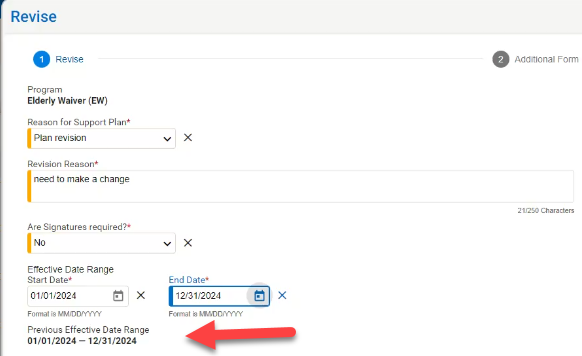 Revise
1 Revise 2 Additional Form
Program
Elderly Waiver (EW)
Reason for Support Plan*
Plan revision
Revision Reason*
need to make a change
21/250 Characters
Are Signatures required?*
No
Effective Date Range
Start Date* End Date*
01/01/2024 12/31/2024
Format is MM/DD/YYYY Format is MM/DD/YYYY
Previous Effective Date Range
01/01/2024 — 12/31/2024